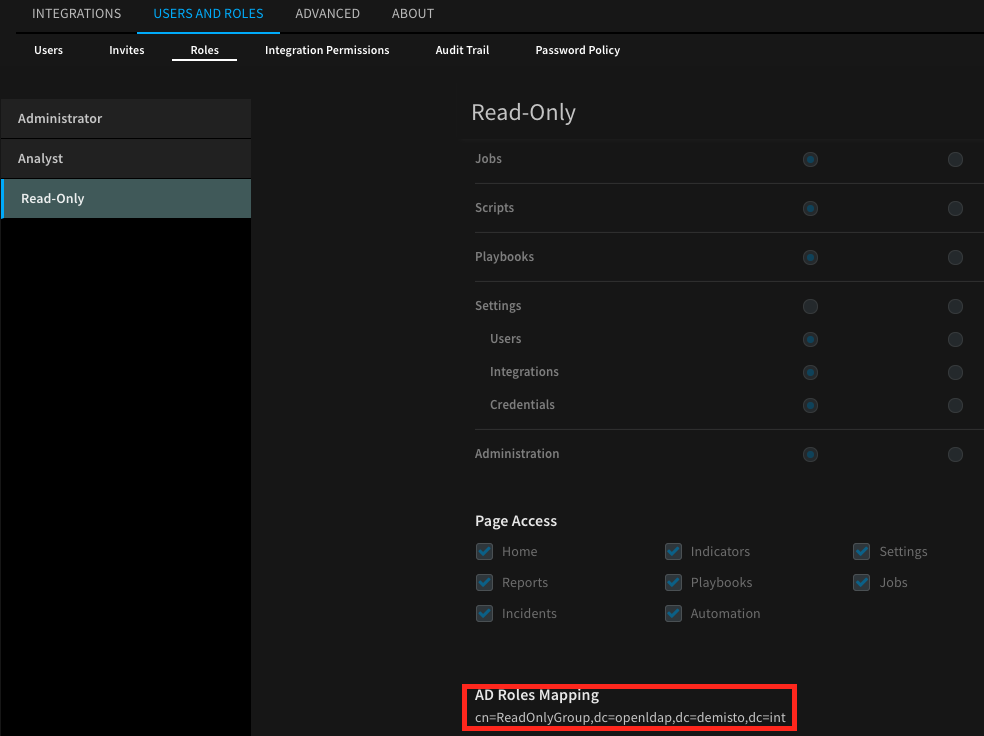 INTEGRATIONS USERS AND ROLES ADVANCED ABOUT
Users Invites Roles Integration Permissions Audit Trail Password Policy
Administrator
Analyst
Read-Only
Read-Only
Jobs
Scripts
Playbooks
Settings
Users
Integrations
Credentials
Administration
Page Access
Home Indicators Settings
Reports Playbooks Jobs
Incidents Automation
AD Roles Mapping
cn=ReadOnlyGroup,dc=openldap,dc=demisto,dc=int